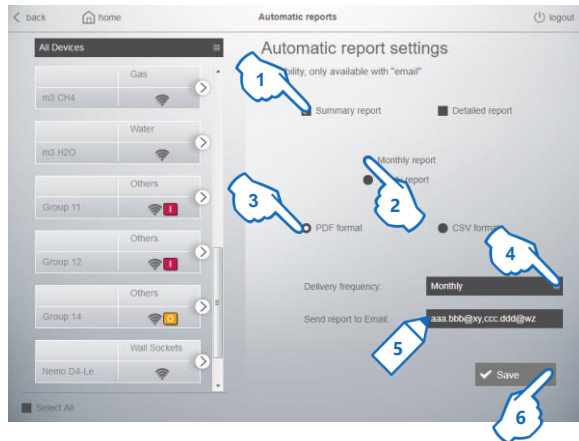 back
home
Automatic reports
logout
All Devices
Gas
m3 CH4
Water
m3 H2O
Others
Group 11
I
Others
Group 12
I
Others
Group 14
O
Wall Sockets
Nemo D4-Le
Select All
Automatic report settings
only available with "email"
1
Summary report
Detailed report
Monthly report
report
2
3
PDF format
CSV format
4
Delivery frequency:
Monthly
Send report to Email:
aaa.bbb@xy,ccc.ddd@wz
5
Save
6